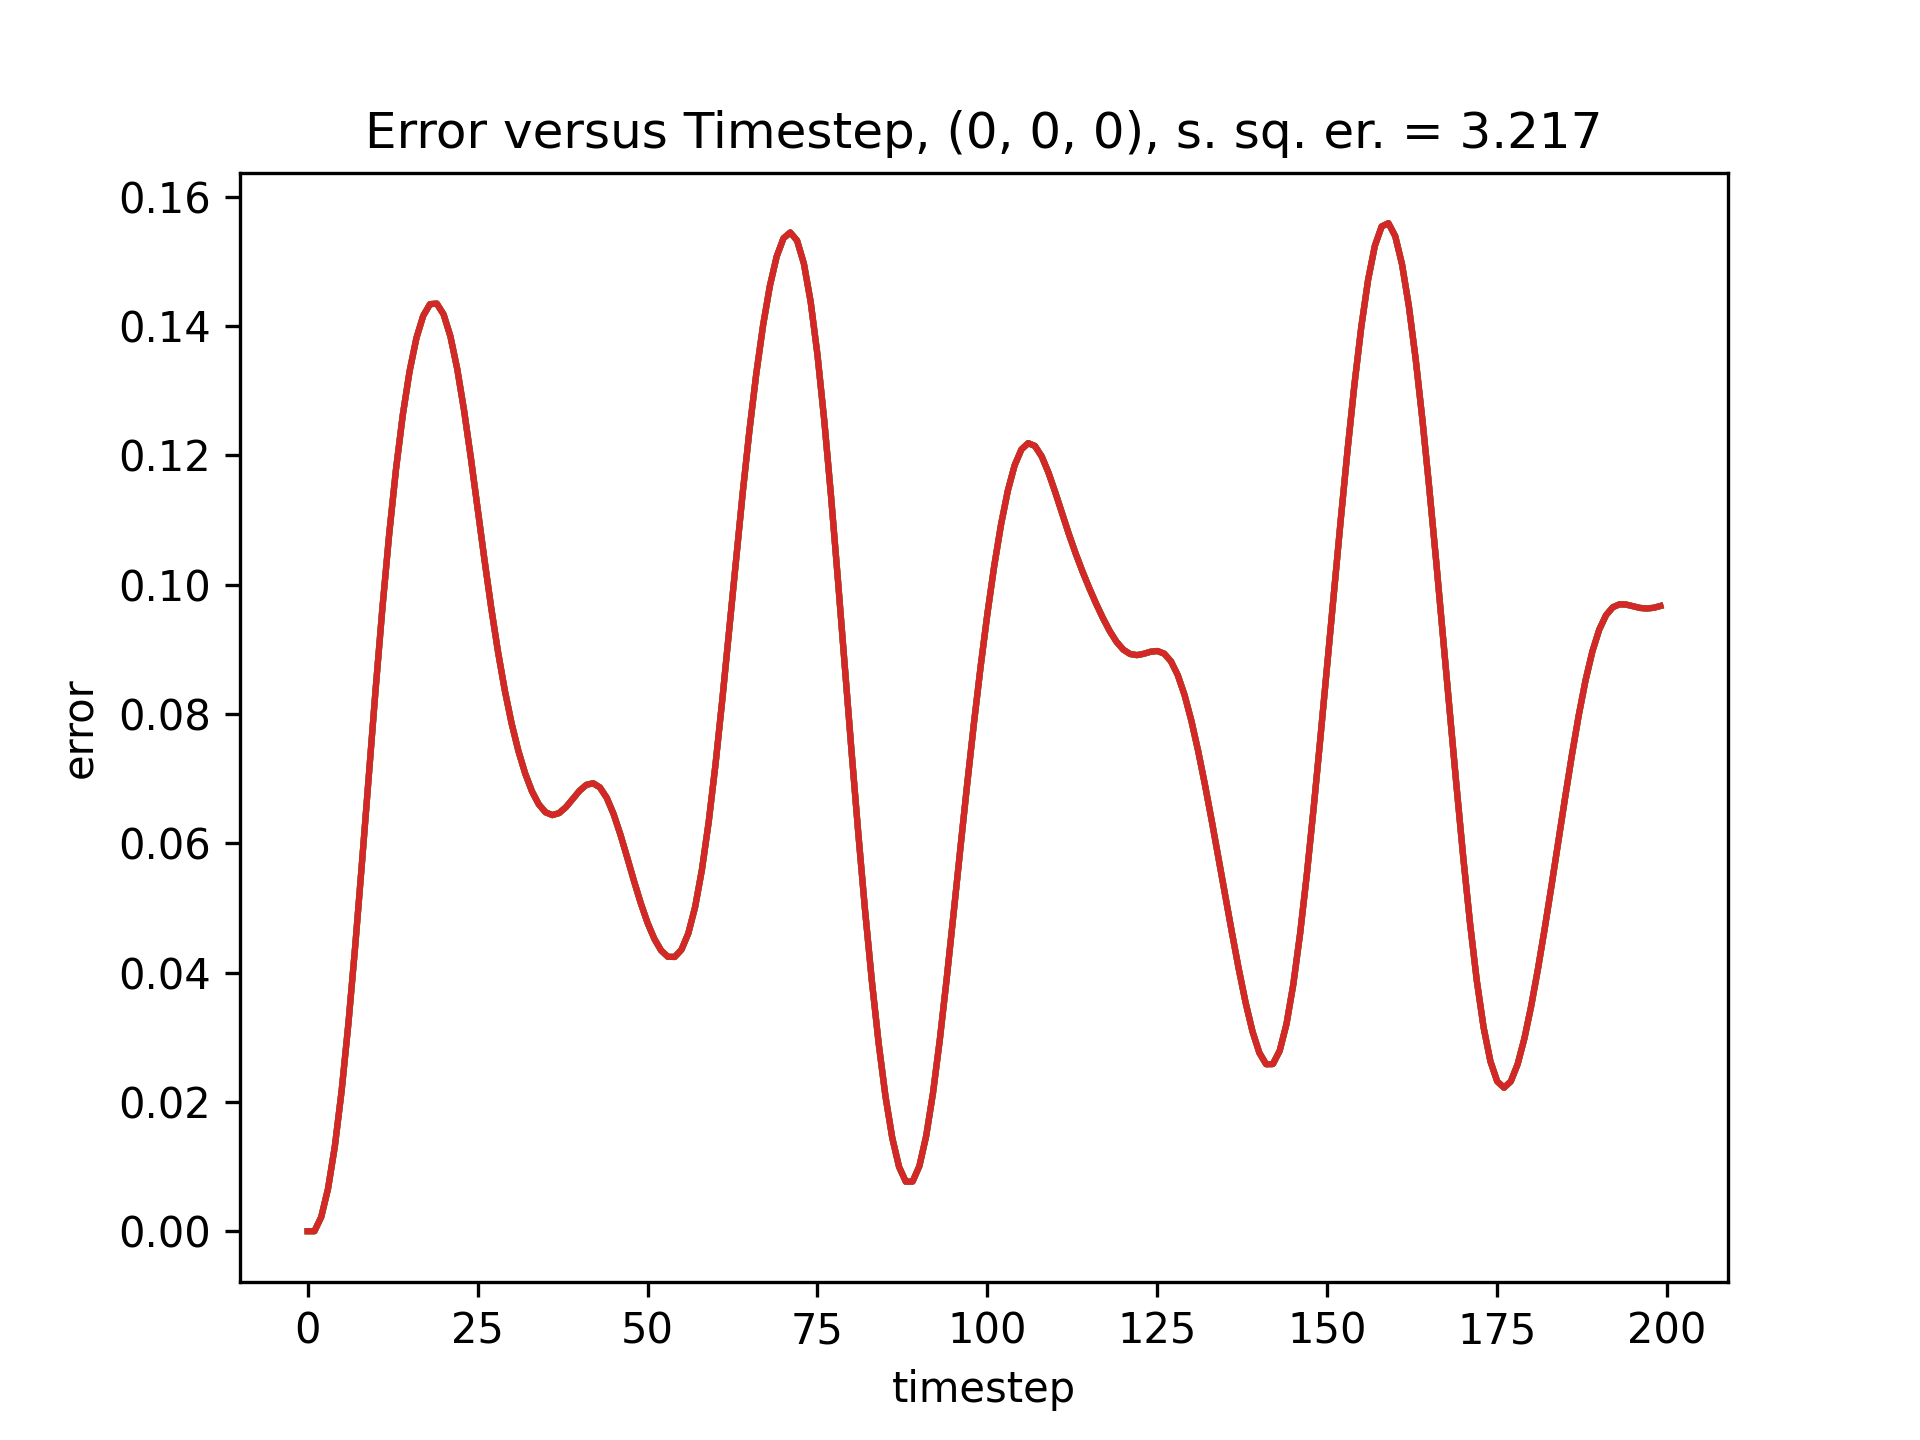 Error versus Timestep, (0, 0, 0), s. sq. er. = 3.217
0.16
0.14
0.12
0.10
0.08
0.06
0.04
0.02
0.00
error
0 25 50 75 100 125 150 175 200
timestep